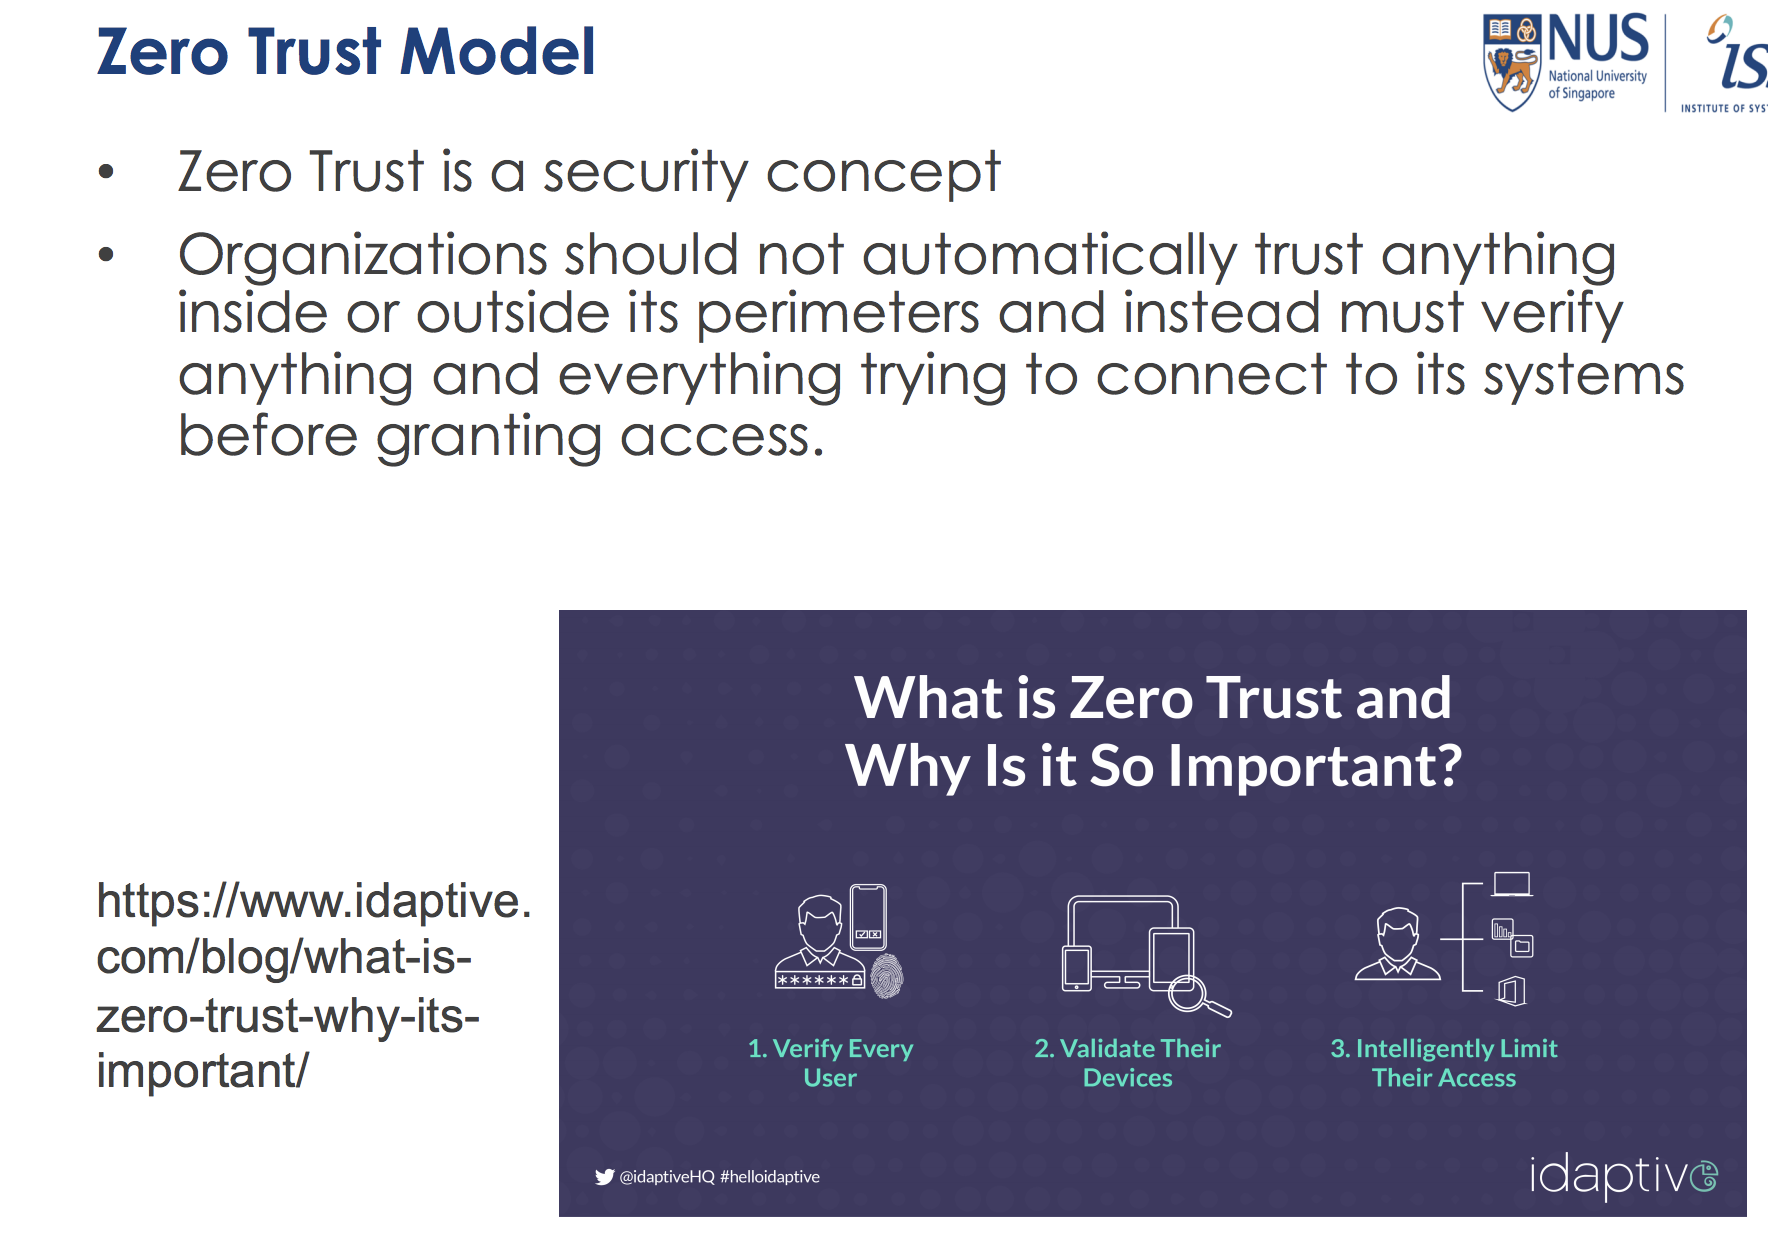 Zero Trust Model
NUS
National University
of Singapore
INSTITUTE OF
• Zero Trust is a security concept
• Organizations should not automatically trust anything
inside or outside its perimeters and instead must verify
anything and everything trying to connect to its systems
before granting access.
What is Zero Trust and
Why Is it So Important?
******
1. Verify Every
User
2. Validate Their
Devices
3. Intelligently Limit
Their Access
@idaptiveHQ #helloidaptive
idaptive
https://www.idaptive.
com/blog/what-is-
zero-trust-why-its-
important/